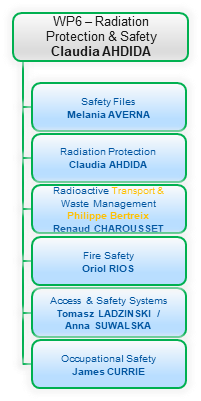 WP6 – Radiation
Protection & Safety
Claudia AHDIDA
Safety Files
Melania AVERNA
Radiation Protection
Claudia AHDIDA
Radioactive Transport &
Waste Management
Philippe Bertreix
Renaud CHAROUSSET
Fire Safety
Oriol RIOS
Access & Safety Systems
Tomasz LADZINSKI /
Anna SUWALSKA
Occupational Safety
James CURRIE